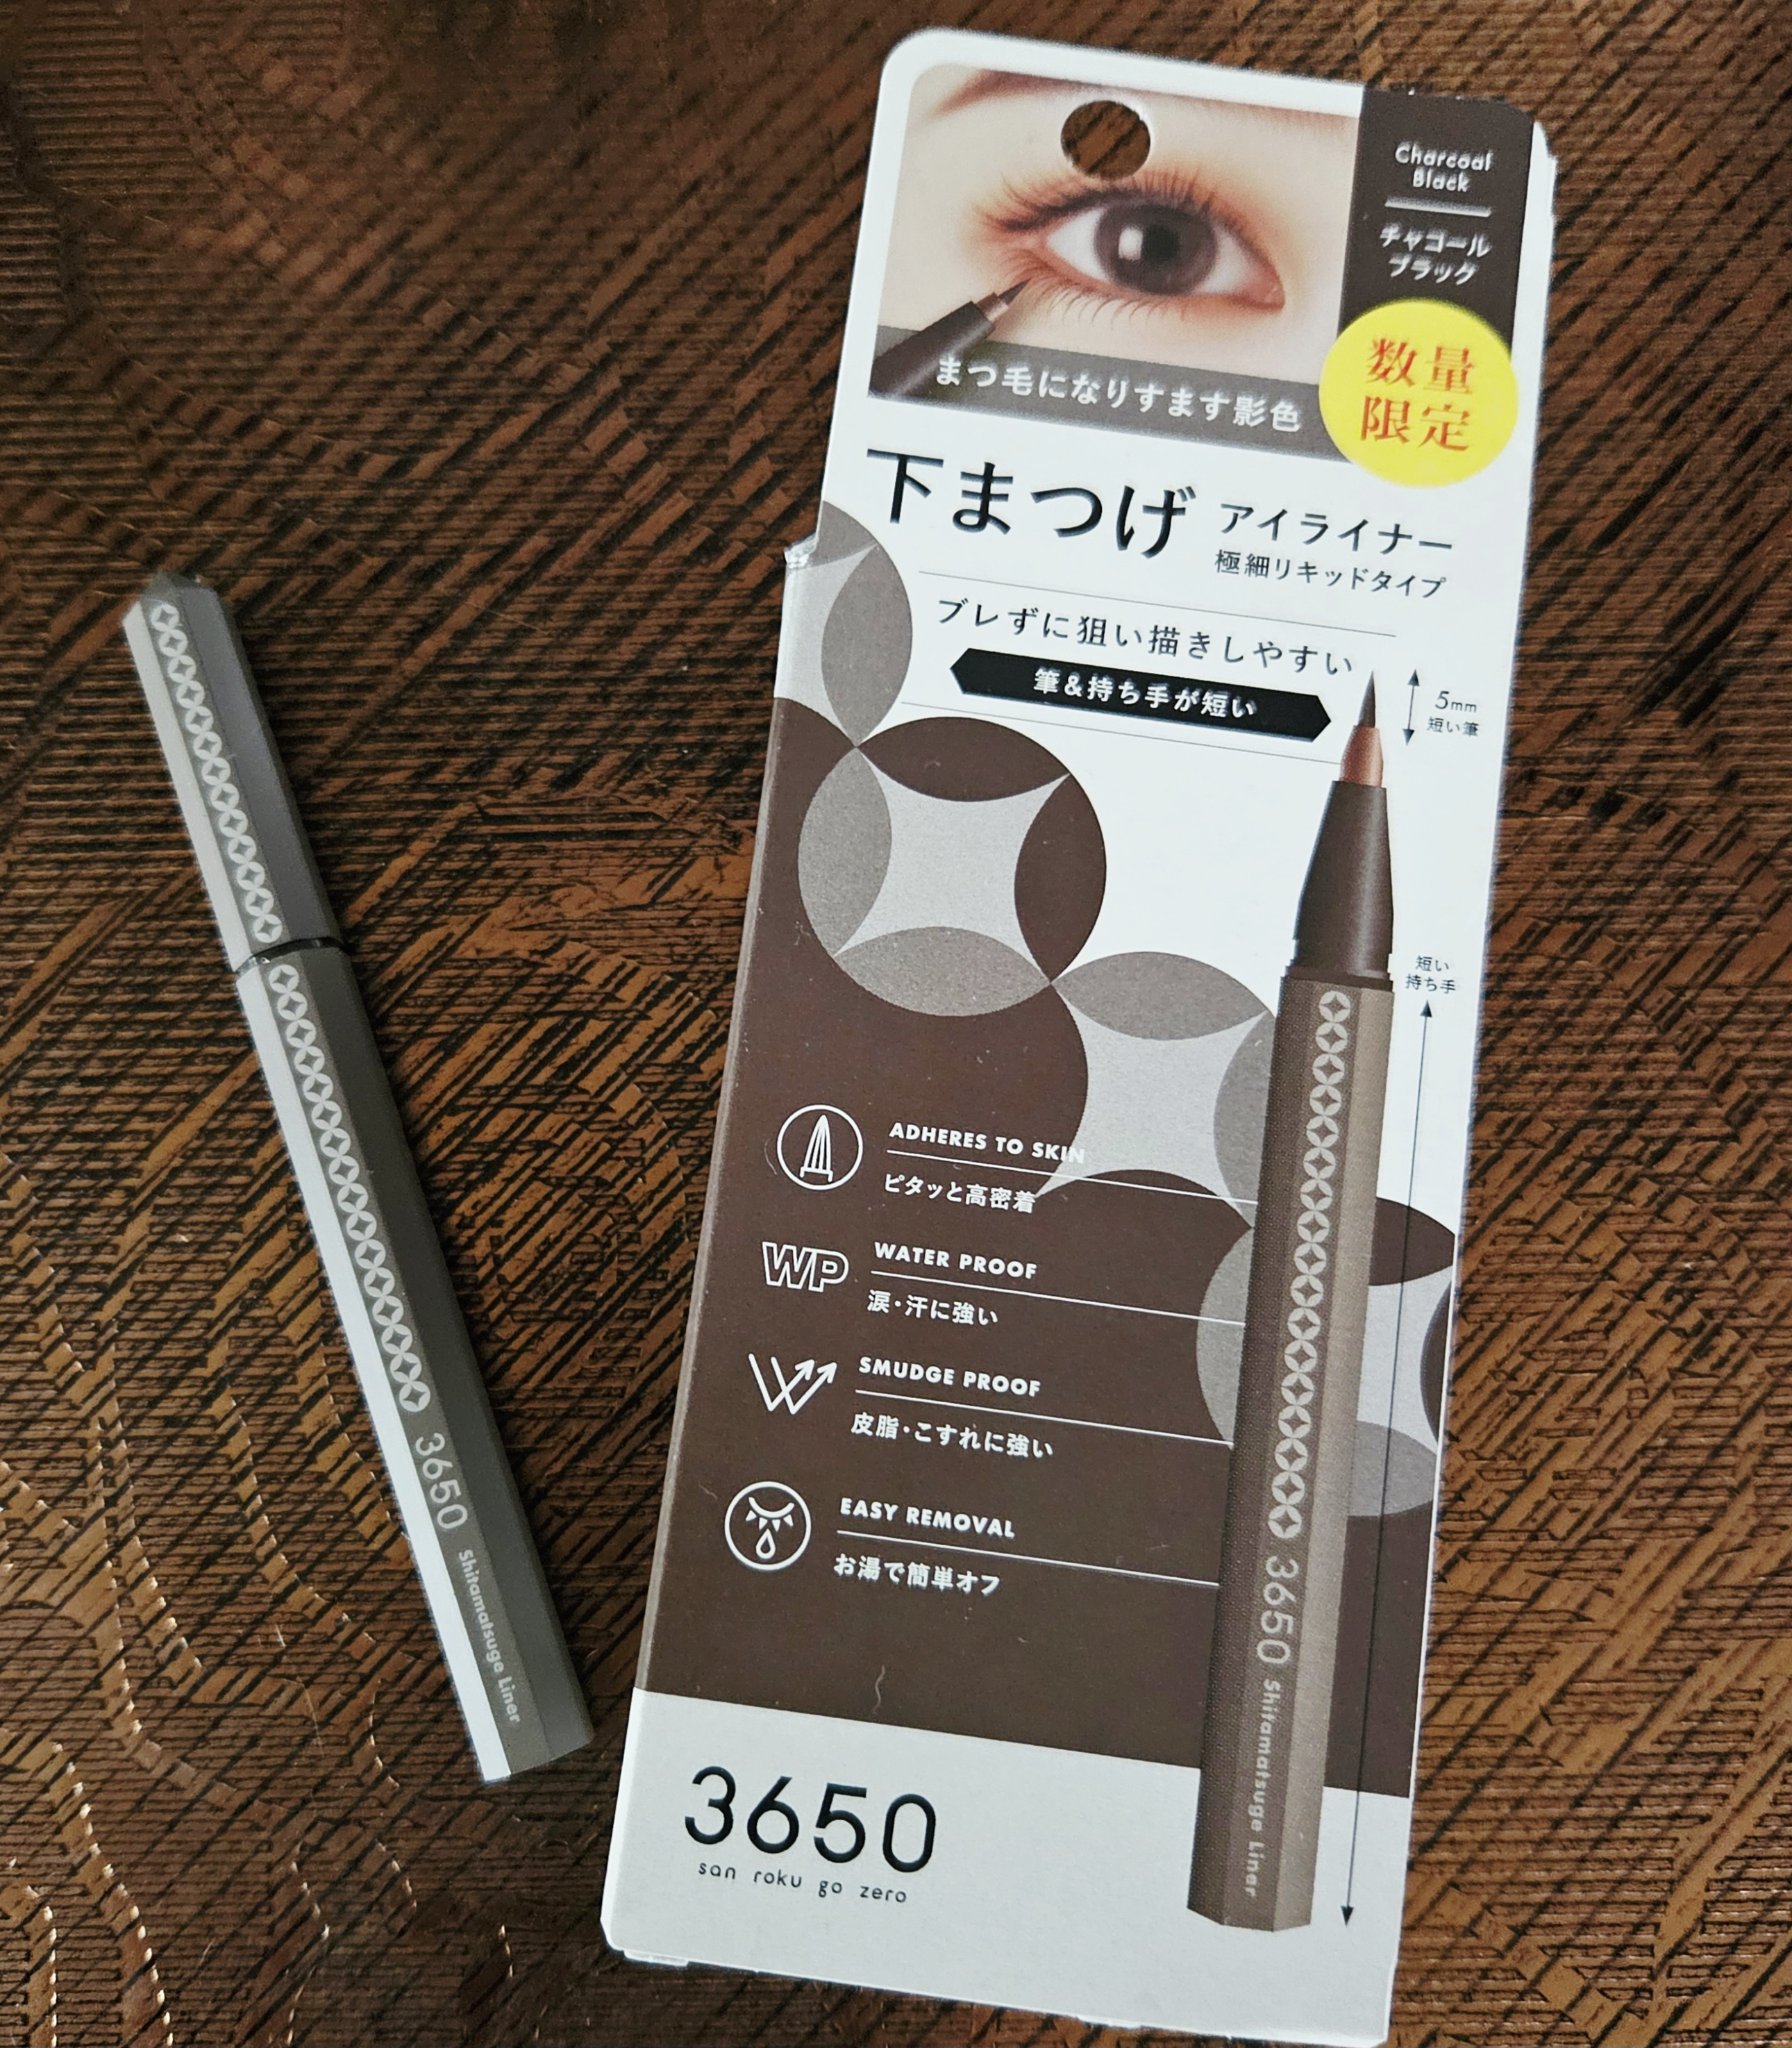 Charcoal
Black
チャコール
ブラック
数量
限定
まつ毛になりすます影色
下まつげ アイライナー
極細リキッドタイプ
ブレずに狙い描きしやすい
筆&持ち手が短い
5mm
短い筆
短い
持ち手
ADHERES TO SKIN
ピタッと高密着
WP
WATER PROOF
涙・汗に強い
SMUDGE PROOF
皮脂・こすれに強い
EASY REMOVAL
お湯で簡単オフ
3650 Shitamatsuge Liner
3650
san roku go zero
3650 Shitamatsuge Liner